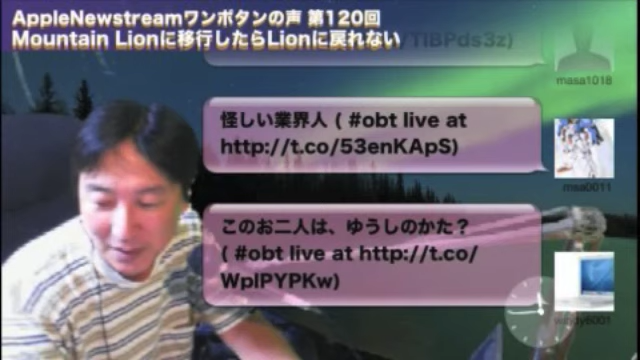 AppleNewstreamワンボタンの声 第120回
Mountain Lionに移行したらLionに戻れない
/TlBPds3z)
masa1018
怪しい業界人 ( #obt live at
http://t.co/53enKApS)
msa0011
このお二人は、ゆうしのかた？
( #obt live at http://t.co/
WplPYPKw)